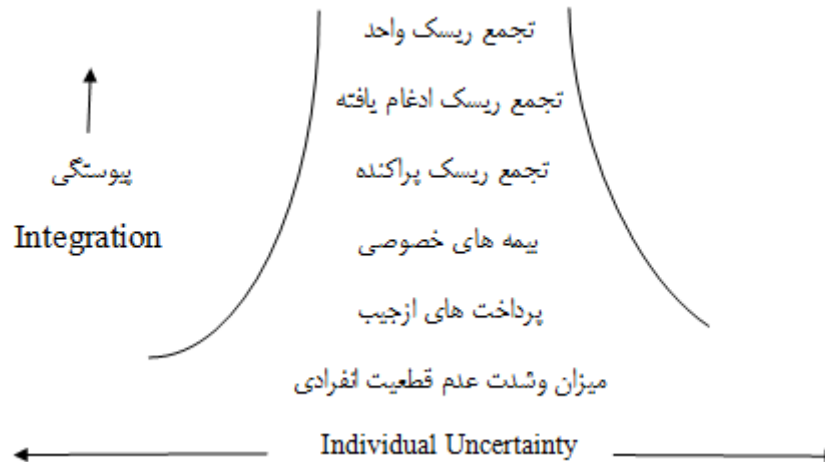 تجمع ریسک واحد
تجمع ریسک ادغام یافته
تجمع ریسک پراکنده
پیوستگی
Integration
بیمه های خصوصی
پرداخت های ازجیب
میزان وشدت عدم قطعیت انفرادی
Individual Uncertainty